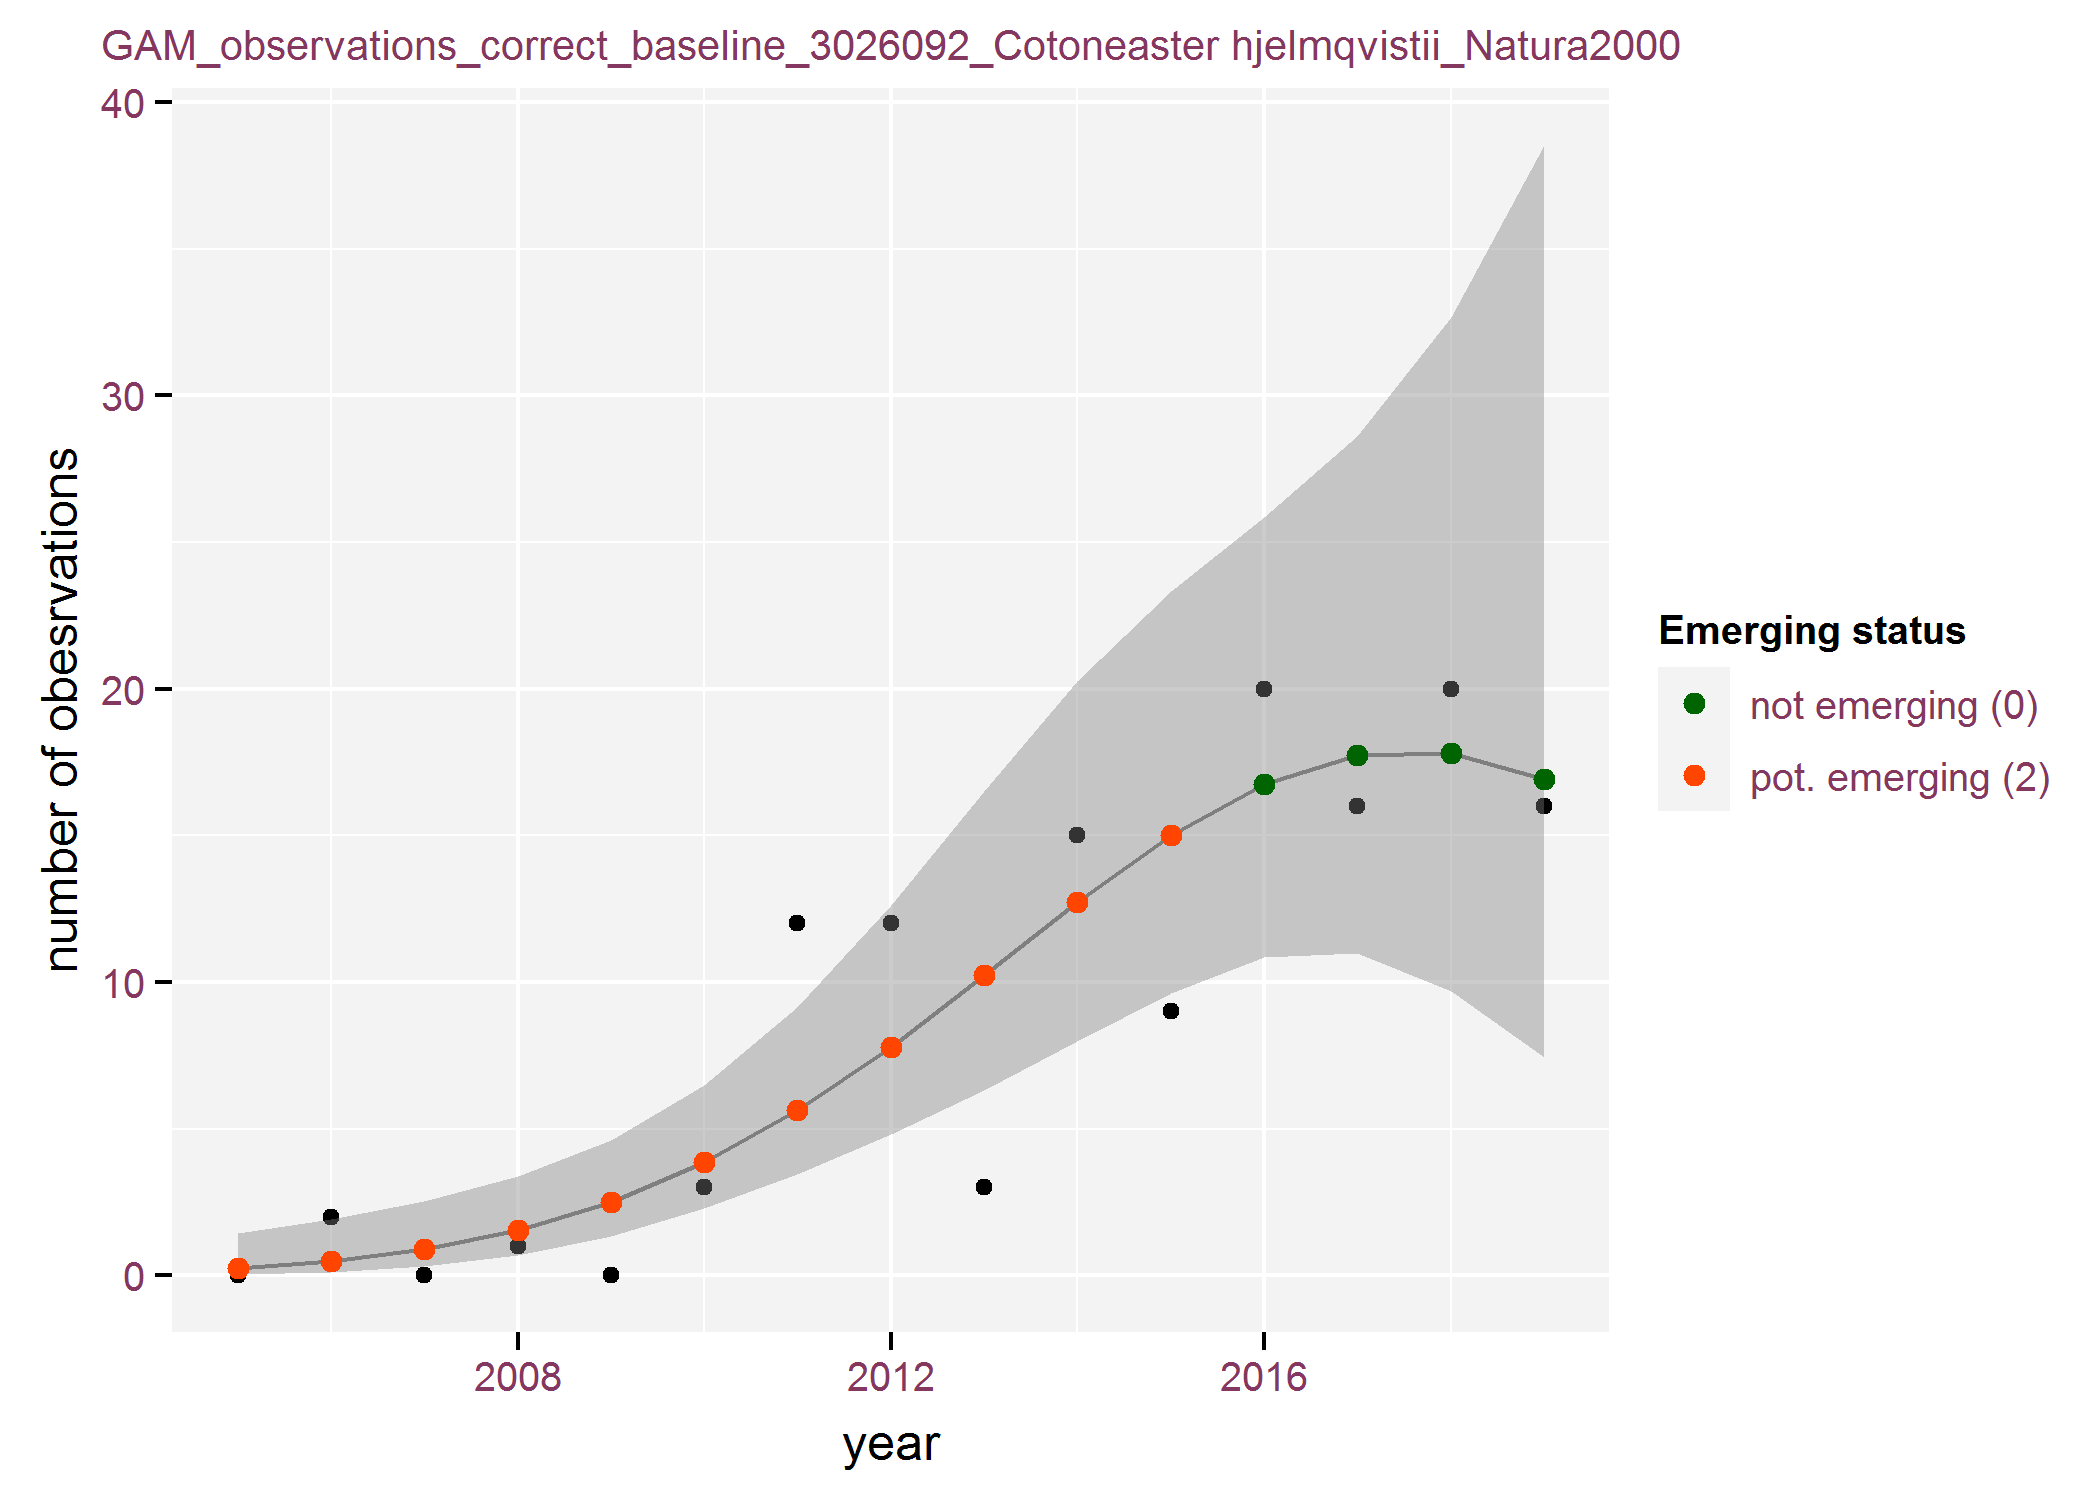 GAM_observations_correct_baseline_3026092_Cotoneaster hjelmqvistii_Natura2000
40
30
20
10
0
number of obesrvations
2008 2012 2016
year
Emerging status
not emerging (0)
pot. emerging (2)